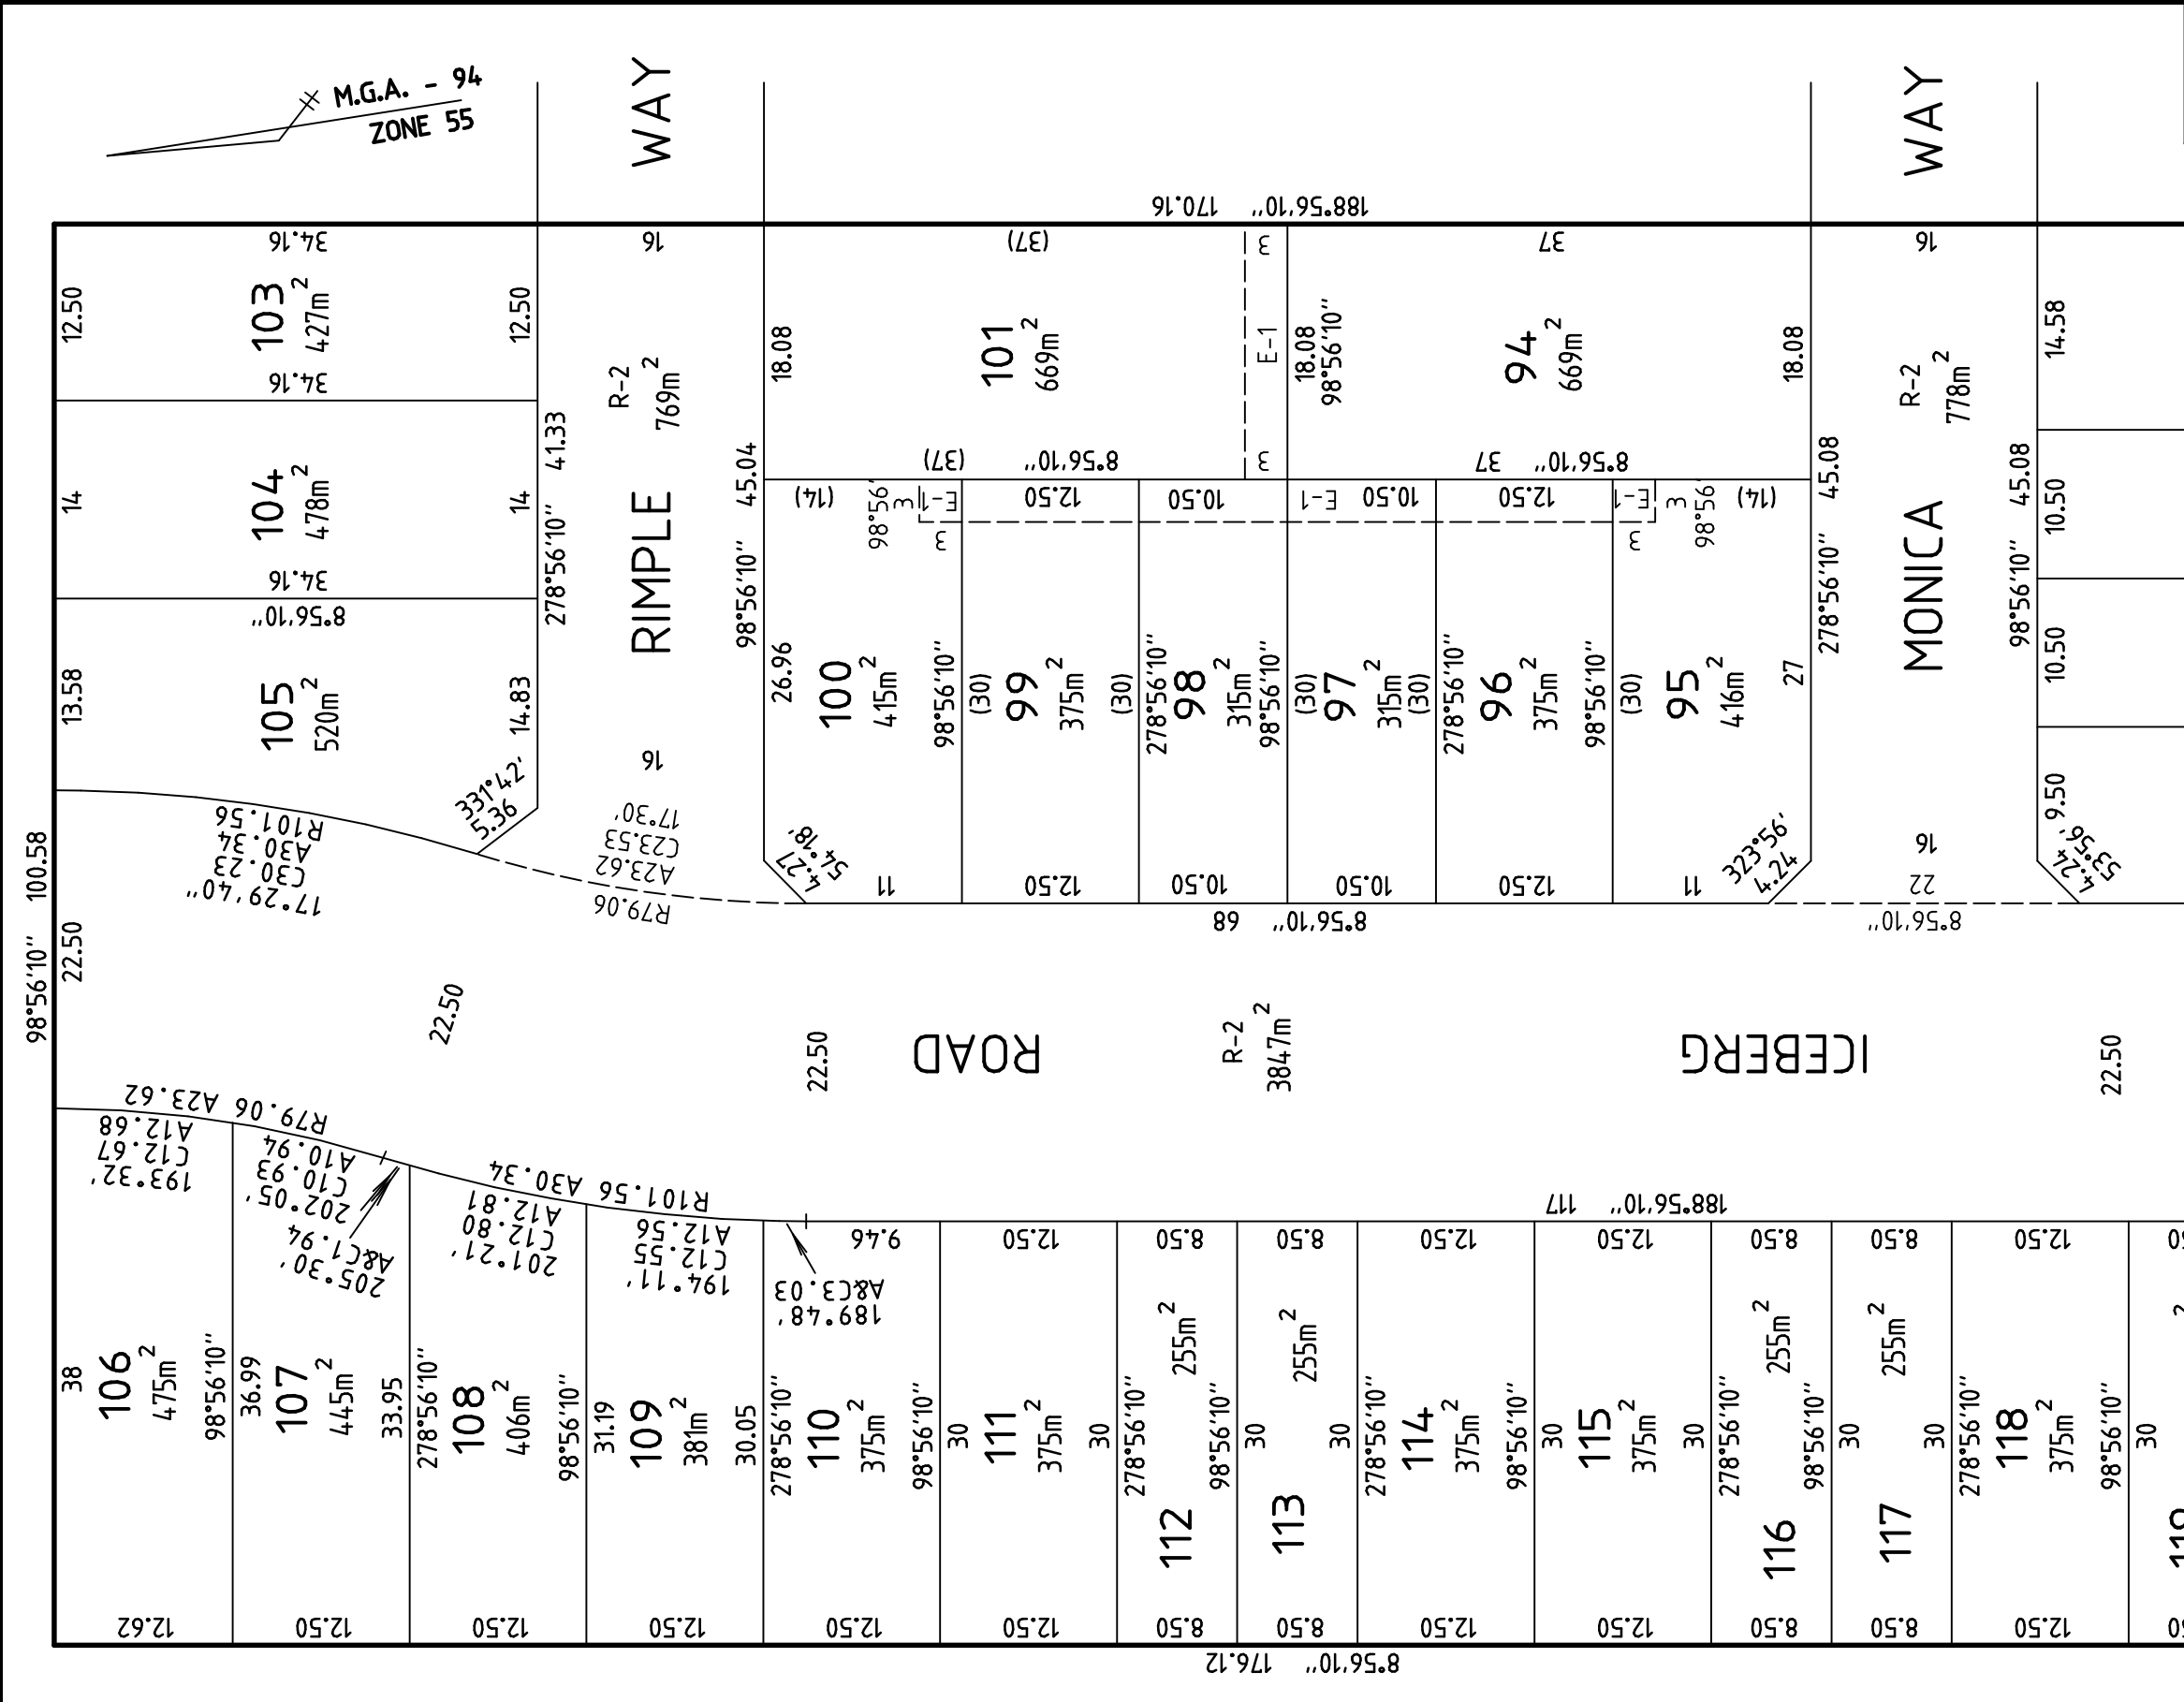 M.G.A. - 94
ZONE 55
WAY
WAY
188°56'10" 170.16
34.16
12.50
103
427m2
12.50
34.16
14
104
478m2
14
34.16
8°56'10"
13.58
105
520m2
14.83
331°42'
5.36
R101.56
A30.34
C30.23
17°29'40"
278°56'10" 41.33
16
R-2
769m2
RIMPLE
16
17°30'
C23.53
A23.62
R79.06
98°56'10" 45.04
(37)
3
18.08
101
669m2
E-1
(37) 8°56'10"
3
37
18.08
98°56'10"
94
669m2
18.08
37 8°56'10"
(14)
98°56'
3
E-1
3
26.96
100
415m2
98°56'10"
4.27
54°18'
11
12.50
(30)
99
375m2
(30)
12.50
10.50
278°56'10"
98
315m2
98°56'10"
10.50
E-1
10.50
(30)
97
315m2
(30)
10.50
12.50
278°56'10"
96
375m2
98°56'10"
12.50
E-1
3
3
98°56'
(14)
(30)
95
416m2
27
323°56'
4.24
11
68 8°56'10"
278°56'10" 45.08
16
R-2
778m2
MONICA
16
22
8°56'10"
98°56'10" 45.08
14.58
10.50
10.50
9.50
4.24
53°56'
98°56'10" 100.58
22.50
22.50
22.50
ROAD
R-2
3847m2
ICEBERG
22.50
R79.06 A23.62
A12.68
C12.67
193°32'
A10.94
C10.93
202°05'
A&C1.94
205°30'
R101.56 A30.34
A12.81
C12.80
201°21'
A12.56
C12.55
194°11'
A&C3.03
189°48'
188°56'10" 117
9.46
12.50
8.50
8.50
12.50
12.50
8.50
8.50
12.50
38
106
475m2
98°56'10"
36.99
107
445m2
33.95
278°56'10"
108
406m2
98°56'10"
31.19
109
381m2
30.05
278°56'10"
110
375m2
98°56'10"
30
111
375m2
30
278°56'10"
112
255m2
98°56'10"
30
113
255m2
30
278°56'10"
114
375m2
98°56'10"
30
115
375m2
30
278°56'10"
116
255m2
98°56'10"
30
117
255m2
30
278°56'10"
118
375m2
98°56'10"
30
12.62
12.50
12.50
12.50
12.50
12.50
8.50
8.50
12.50
12.50
8.50
8.50
12.50
8°56'10" 176.12